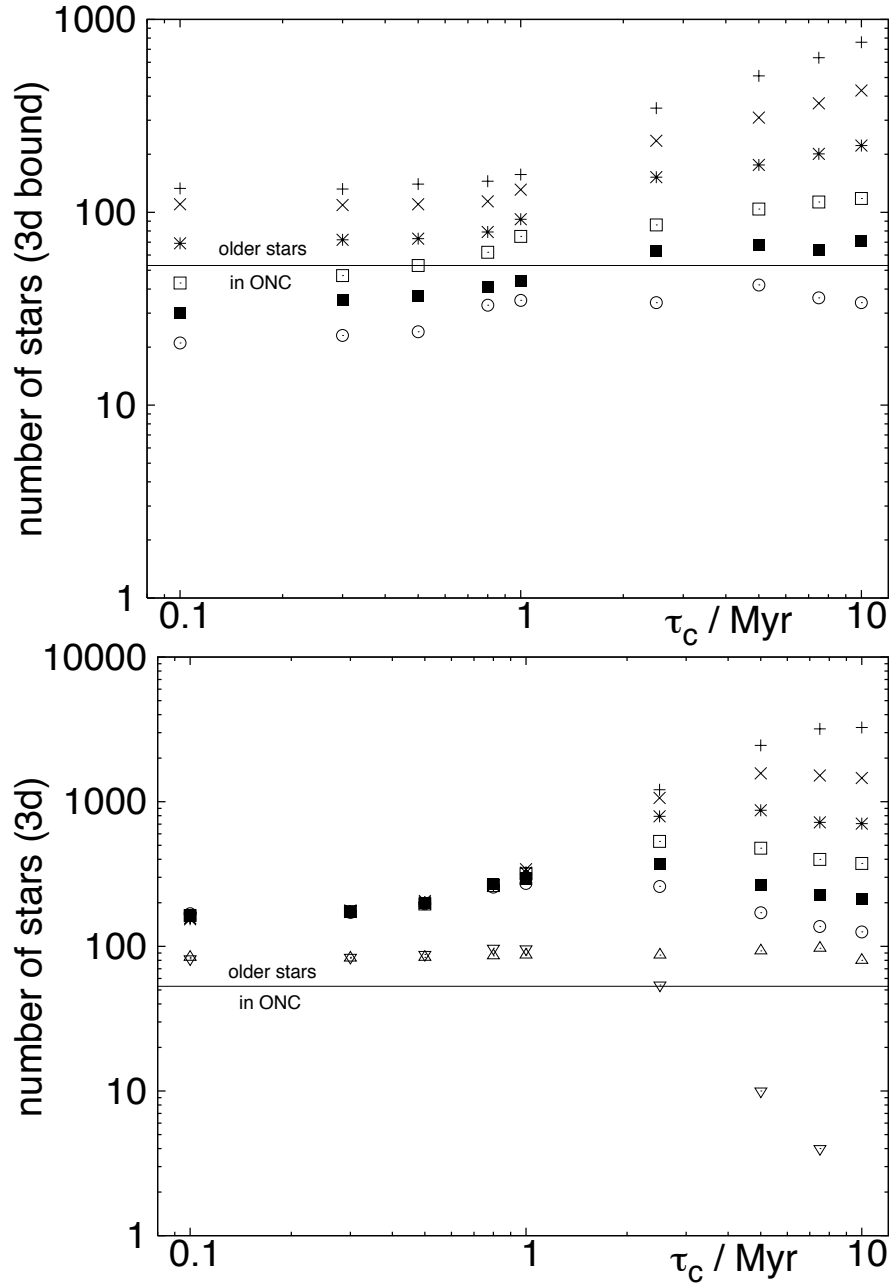 1000
100
10
1
number of stars (3d bound)
older stars
in ONC
0.1
1
10
τc / Myr
10000
1000
100
10
1
number of stars (3d)
older stars
in ONC
0.1
1
10
τc / Myr